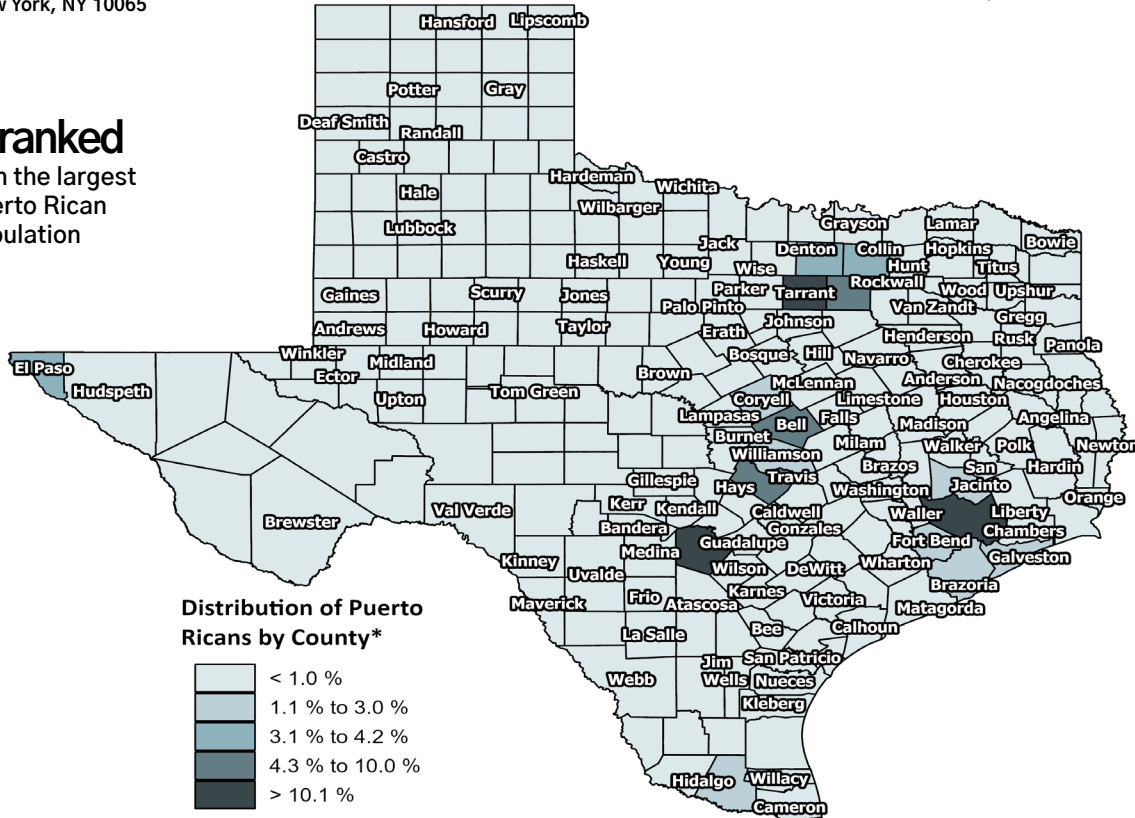 w York, NY 10065
ranked
n the largest
erto Rican
pulation
Hansford Lipscomb
Potter Gray
Deaf Smith Randall
Castro
Hardeman Wichita
Hale
Wilbarger
Lubbock
Grayson Lamar
Jack Denton Collin Hopkins Bowie
Haskell Young Wise Hunt Titus
Gaines Scurry Jones Parker Tarrant Rockwall Wood Upshur
Palo Pinto Van Zandt
Andrews Howard Taylor Johnson Gregg
Erath Henderson Rusk Panola
Winkler Midland Bosque Hill Navarro Cherokee
El Paso Ector Brown McLennan Anderson Nacogdoches
Hudspeth Upton Tom Green Coryell Limestone Houston
Lampasas Bell Falls Madison Angelina
Burnet Milam Walker Polk Newton
Williamson
Brazos San Hardin
Gillespie Hays Travis Washington Jacinto
Orange
Val Verde Kerr Kendall Caldwell Waller Liberty
Brewster Bandera Gonzales Chambers
Medina Guadalupe Fort Bend Galveston
Kinney Uvalde Wilson DeWitt Wharton
Brazoria
Maverick Frio Atascosa Karnes Victoria Matagorda
La Salle Bee Calhoun
Jim San Patricio
Webb Wells Nueces
Kleberg
Hidalgo Willacy
Cameron
Distribution of Puerto
Ricans by County*
< 1.0 %
1.1 % to 3.0 %
3.1 % to 4.2 %
4.3 % to 10.0 %
> 10.1 %